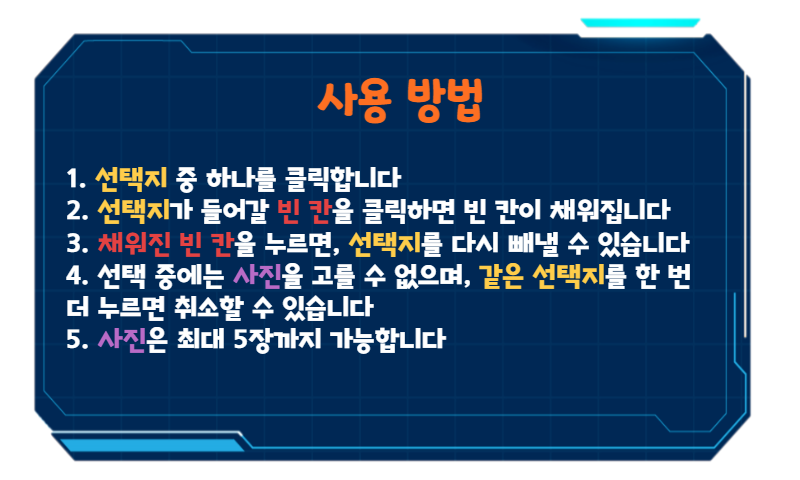 사용 방법
1. 선택지 중 하나를 클릭합니다
2. 선택지가 들어갈 빈 칸을 클릭하면 빈 칸이 채워집니다
3. 채워진 빈 칸을 누르면, 선택지를 다시 빼낼 수 있습니다
4. 선택 중에는 사진을 고를 수 없으며, 같은 선택지를 한 번
더 누르면 취소할 수 있습니다
5. 사진은 최대 5장까지 가능합니다